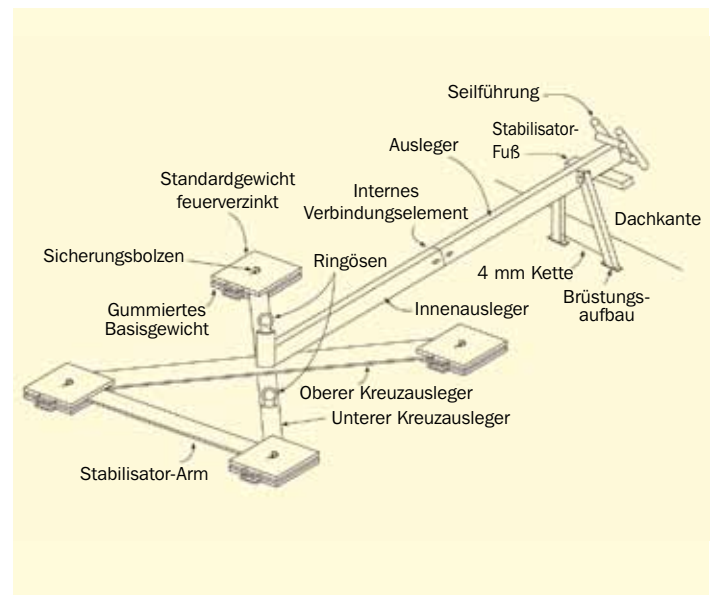 Seilführung
Stabilisator-
Fuß
Ausleger
Standardgewicht
feuerverzinkt
Internes
Verbindungselement
Dachkante
Sicherungsbolzen
Ringösen
4 mm Kette
Gummiertes
Basisgewicht
Innenausleger
Brüstungs-
aufbau
Oberer Kreuzausleger
Unterer Kreuzausleger
Stabilisator-Arm